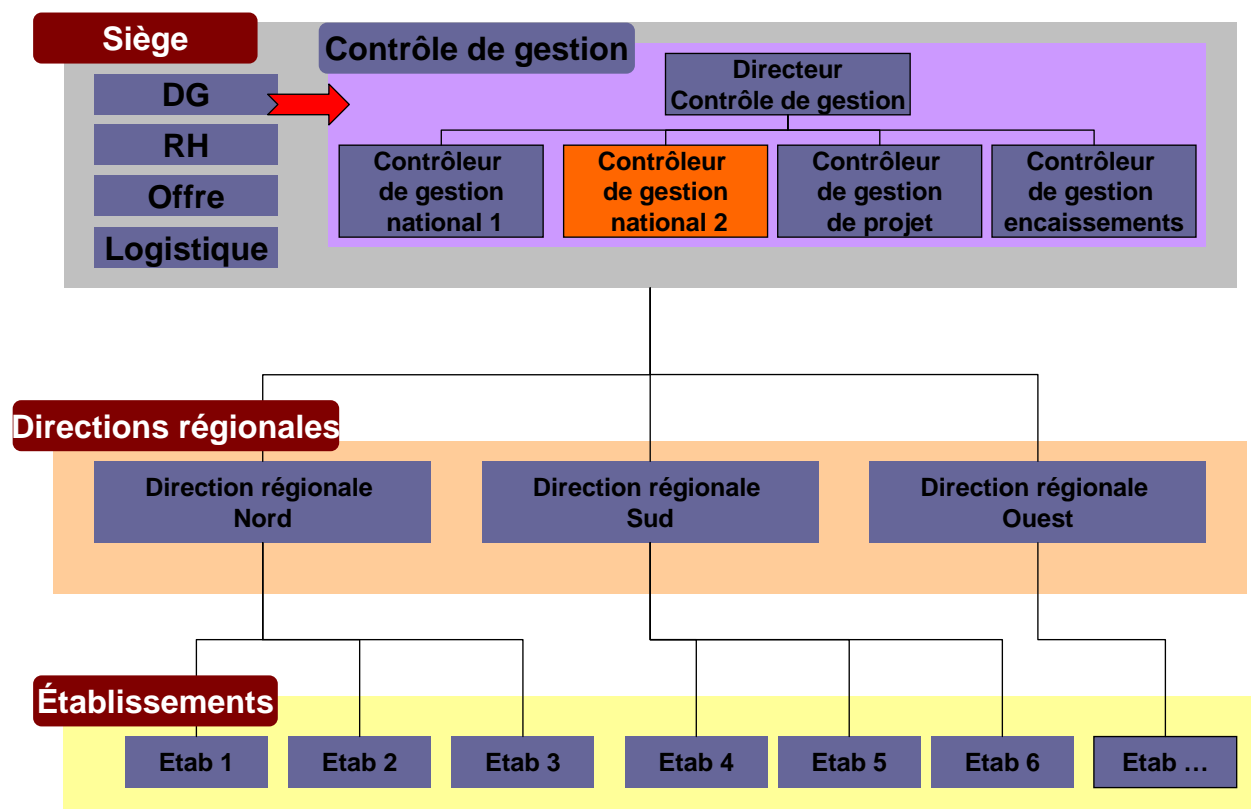 Siège
Contrôle de gestion
DG
RH
Offre
Logistique
Directeur
Contrôle de gestion
Contrôleur
de gestion
national 1
Contrôleur
de gestion
national 2
Contrôleur
de gestion
de projet
Contrôleur
de gestion
encaissements
Directions régionales
Direction régionale
Nord
Direction régionale
Sud
Direction régionale
Ouest
Établissements
Etab 1
Etab 2
Etab 3
Etab 4
Etab 5
Etab 6
Etab …